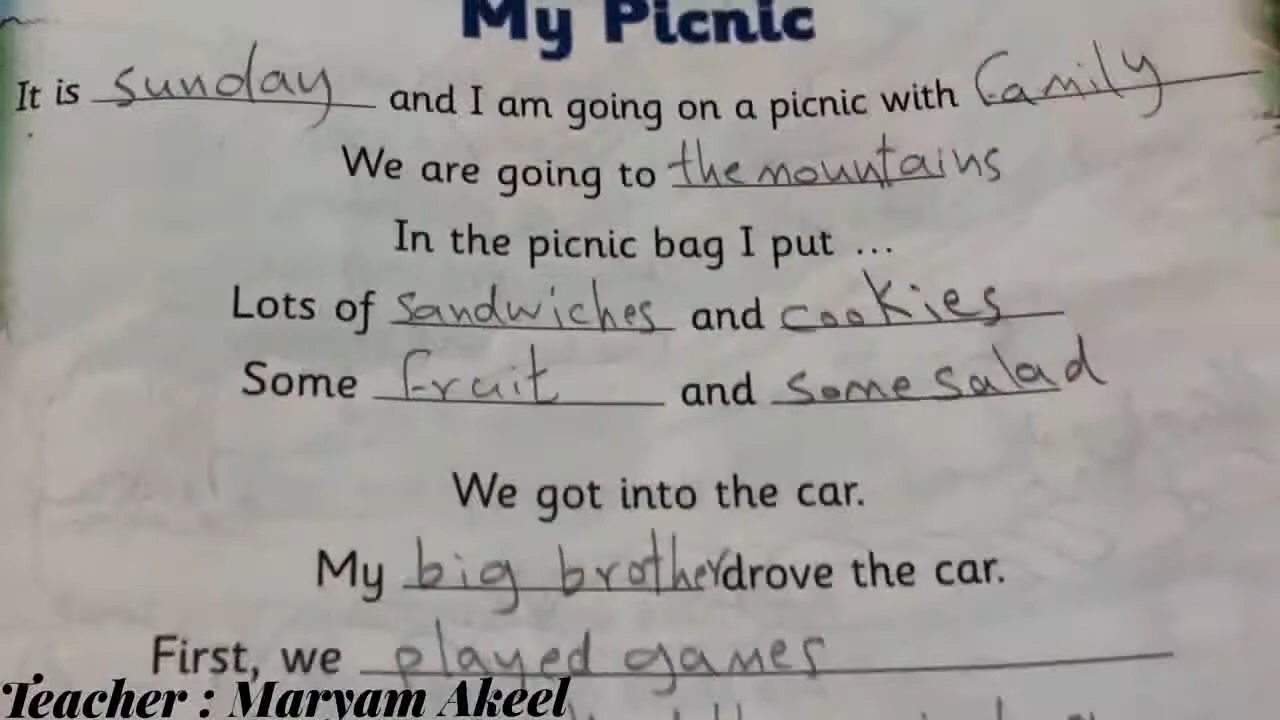 My Picnic
It is sunday and I am going on a picnic with family
We are going to the mountains
In the picnic bag I put ...
Lots of sandwiches and cookies
Some fruit and some salad
We got into the car.
My big brother drove the car.
First, we played games
Teacher : Maryam Akeel